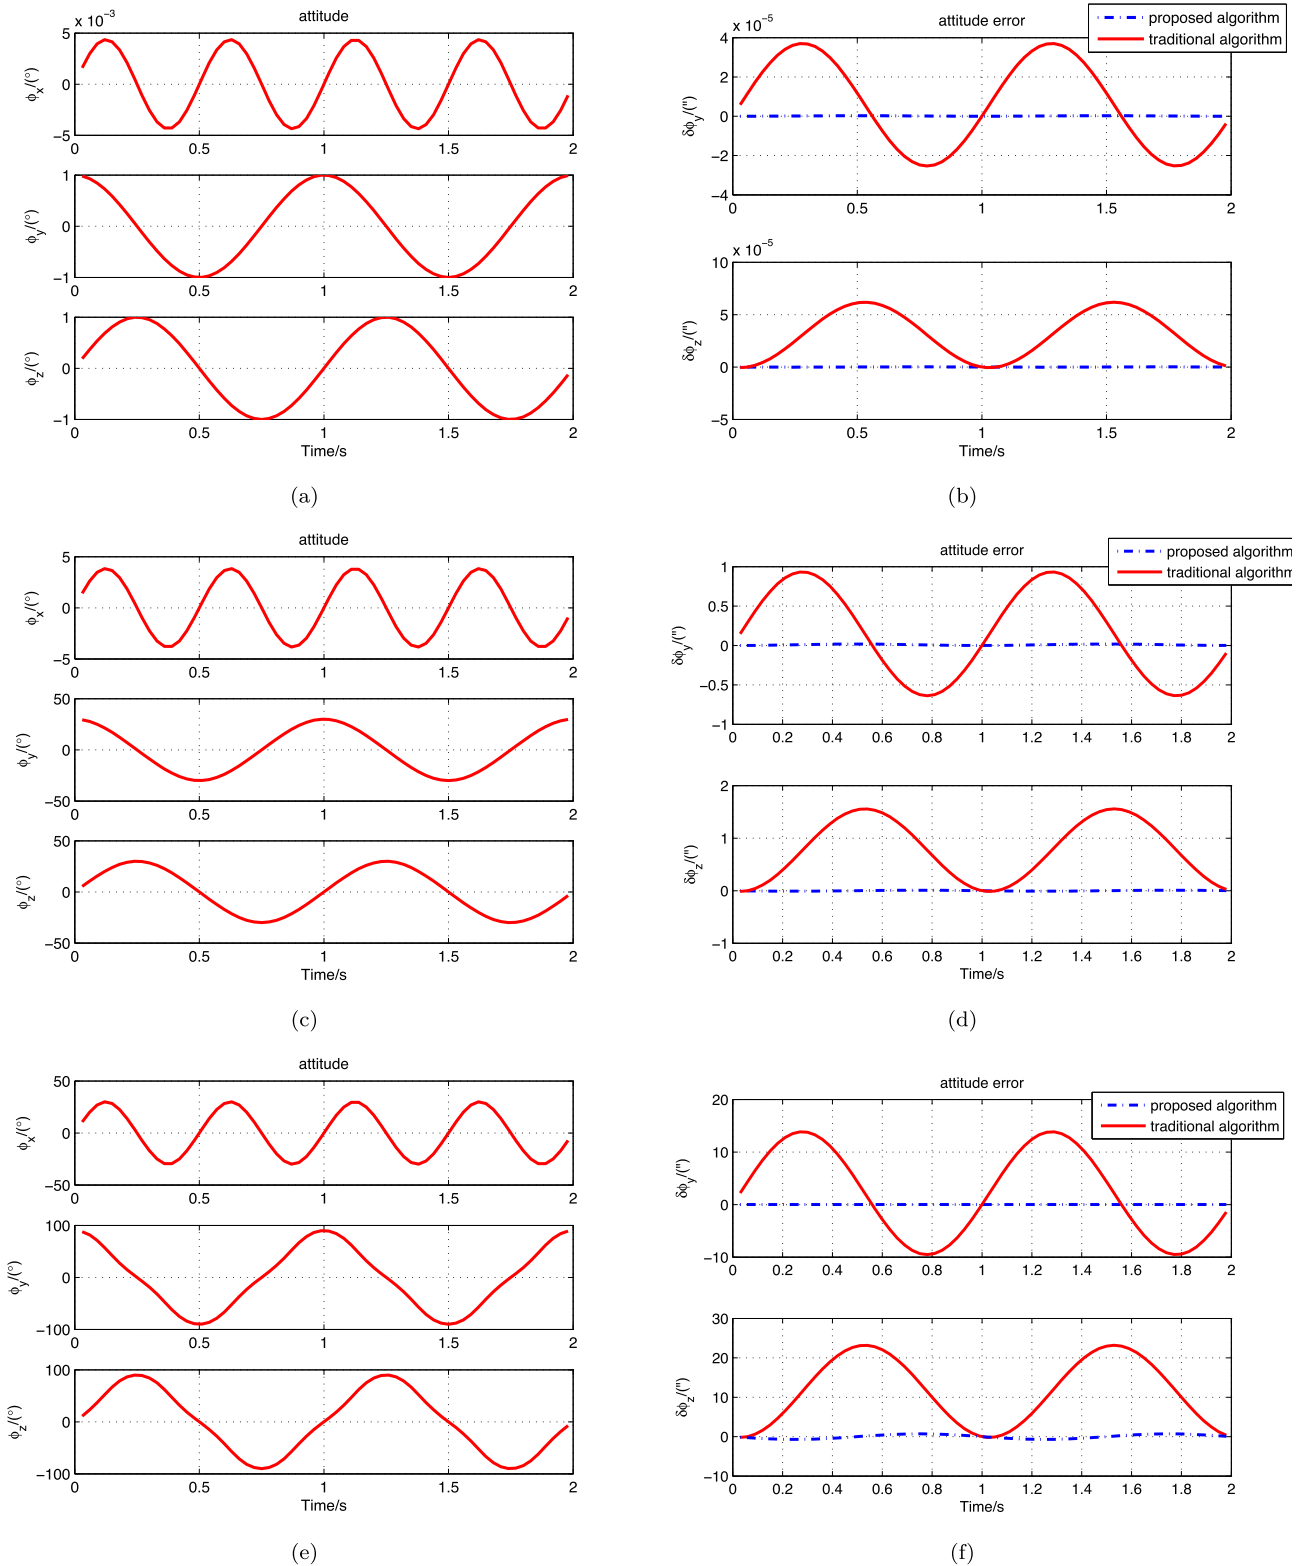 attitude
x 10⁻³
5
0
−5
ϕx/(°)
0 0.5 1 1.5 2
1
0
−1
ϕy/(°)
0 0.5 1 1.5 2
1
0
−1
ϕz/(°)
0 0.5 1 1.5 2
Time/s
(a)
attitude error
x 10⁻⁵
proposed algorithm
traditional algorithm
4
2
0
−2
−4
δϕy/(")
0 0.5 1 1.5 2
x 10⁻⁵
10
5
0
−5
δϕz/(")
0 0.5 1 1.5 2
Time/s
(b)
attitude
5
0
−5
ϕx/(°)
0 0.5 1 1.5 2
50
0
−50
ϕy/(°)
0 0.5 1 1.5 2
50
0
−50
ϕz/(°)
0 0.5 1 1.5 2
Time/s
(c)
attitude error
proposed algorithm
traditional algorithm
1
0.5
0
−0.5
−1
δϕy/(")
0 0.2 0.4 0.6 0.8 1 1.2 1.4 1.6 1.8 2
2
1
0
−1
δϕz/(")
0 0.2 0.4 0.6 0.8 1 1.2 1.4 1.6 1.8 2
Time/s
(d)
attitude
50
0
−50
ϕx/(°)
0 0.5 1 1.5 2
100
0
−100
ϕy/(°)
0 0.5 1 1.5 2
100
0
−100
ϕz/(°)
0 0.5 1 1.5 2
Time/s
(e)
attitude error
proposed algorithm
traditional algorithm
20
10
0
−10
δϕy/(")
0 0.2 0.4 0.6 0.8 1 1.2 1.4 1.6 1.8 2
30
20
10
0
−10
δϕz/(")
0 0.2 0.4 0.6 0.8 1 1.2 1.4 1.6 1.8 2
Time/s
(f)